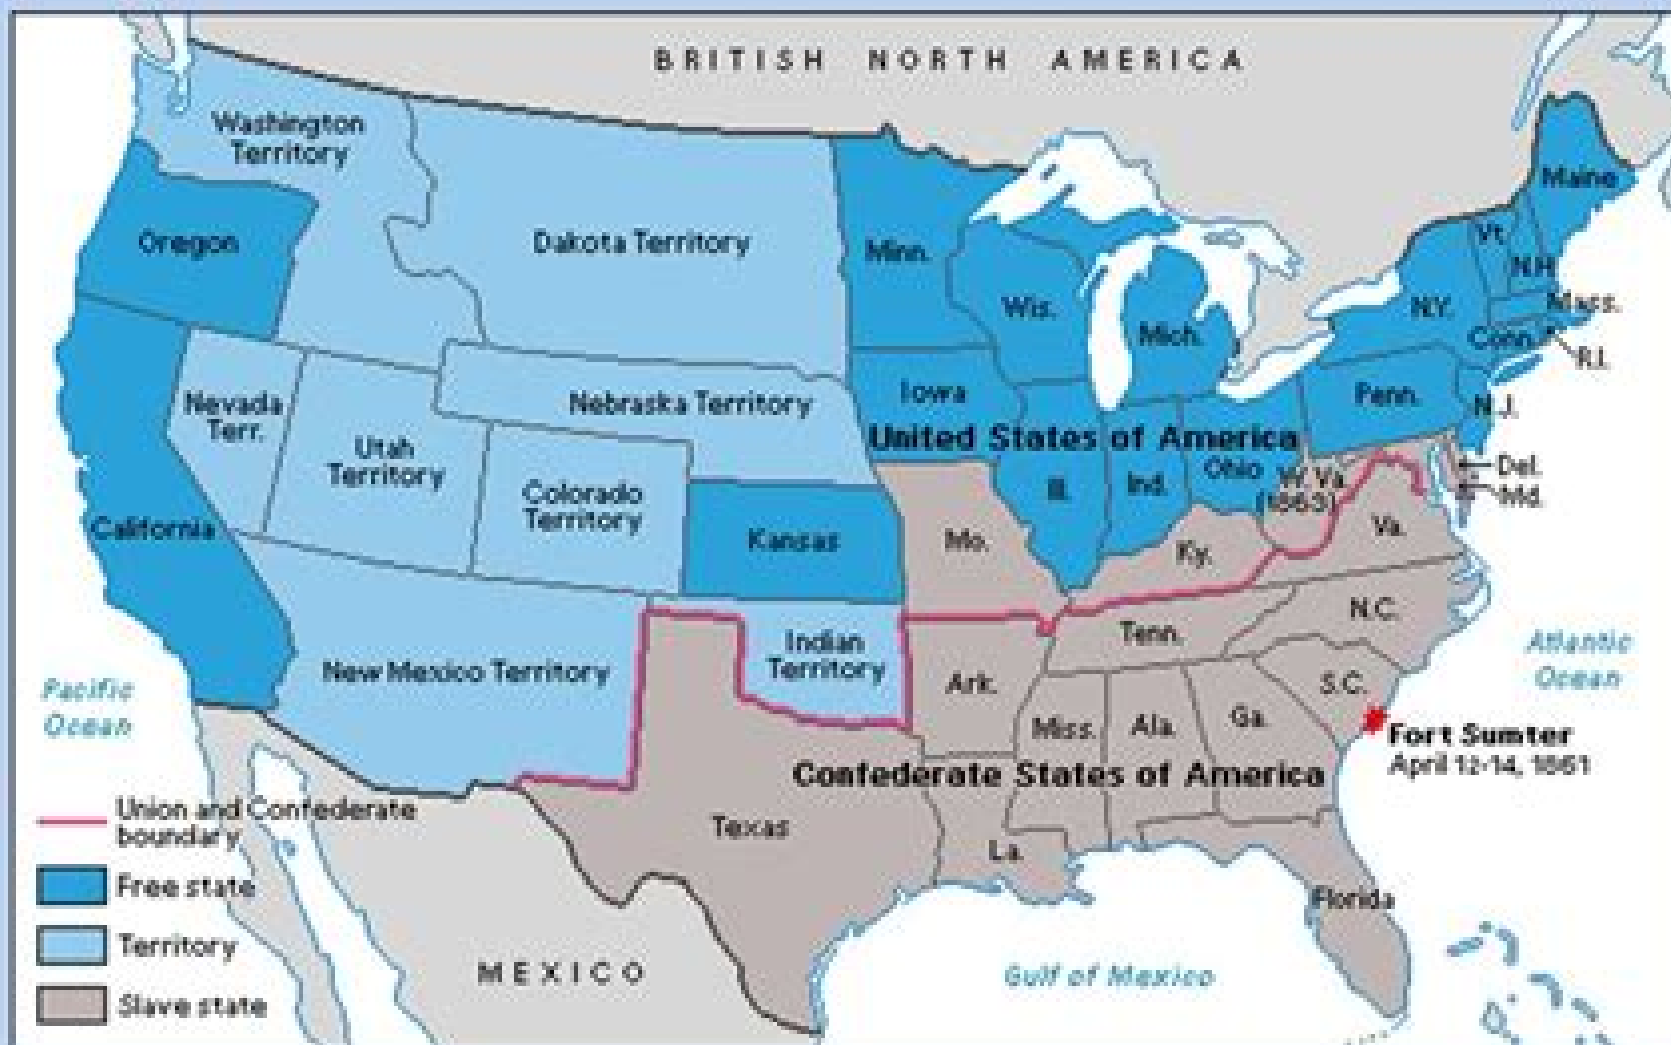 BRITISH NORTH AMERICA
Washington
Territory
Oregon
Dakota Territory
Minn.
Wis.
Mich.
Maine
Vt.
N.H.
N.Y.
Mass.
Conn.
R.I.
Nevada
Terr.
Utah
Territory
Nebraska Territory
Iowa
Penn.
N.J.
United States of America
Colorado
Territory
Ill.
Ind.
Ohio
W. Va.
(1863)
Del.
Md.
California
Kansas
Mo.
Ky.
Va.
New Mexico Territory
Indian
Territory
Tenn.
N.C.
Atlantic
Ocean
Pacific
Ocean
Ark.
Miss.
Ala.
Ga.
S.C.
Fort Sumter
April 12-14, 1861
Confederate States of America
Union and Confederate
boundary
Texas
La.
Florida
Free state
Territory
Slave state
MEXICO
Gulf of Mexico